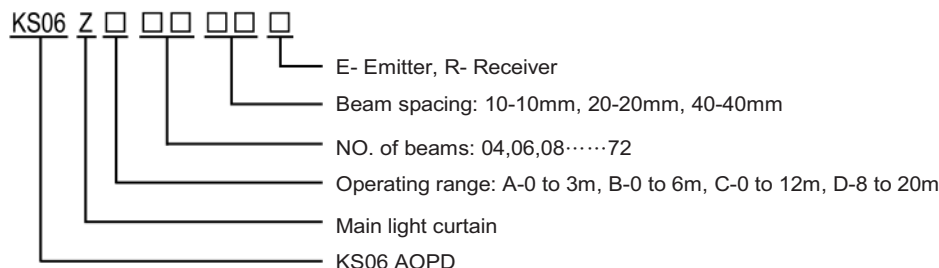 KS06 Z □ □□ □□ □
E- Emitter, R- Receiver
Beam spacing: 10-10mm, 20-20mm, 40-40mm
NO. of beams: 04,06,08⋯⋯72
Operating range: A-0 to 3m, B-0 to 6m, C-0 to 12m, D-8 to 20m
Main light curtain
KS06 AOPD